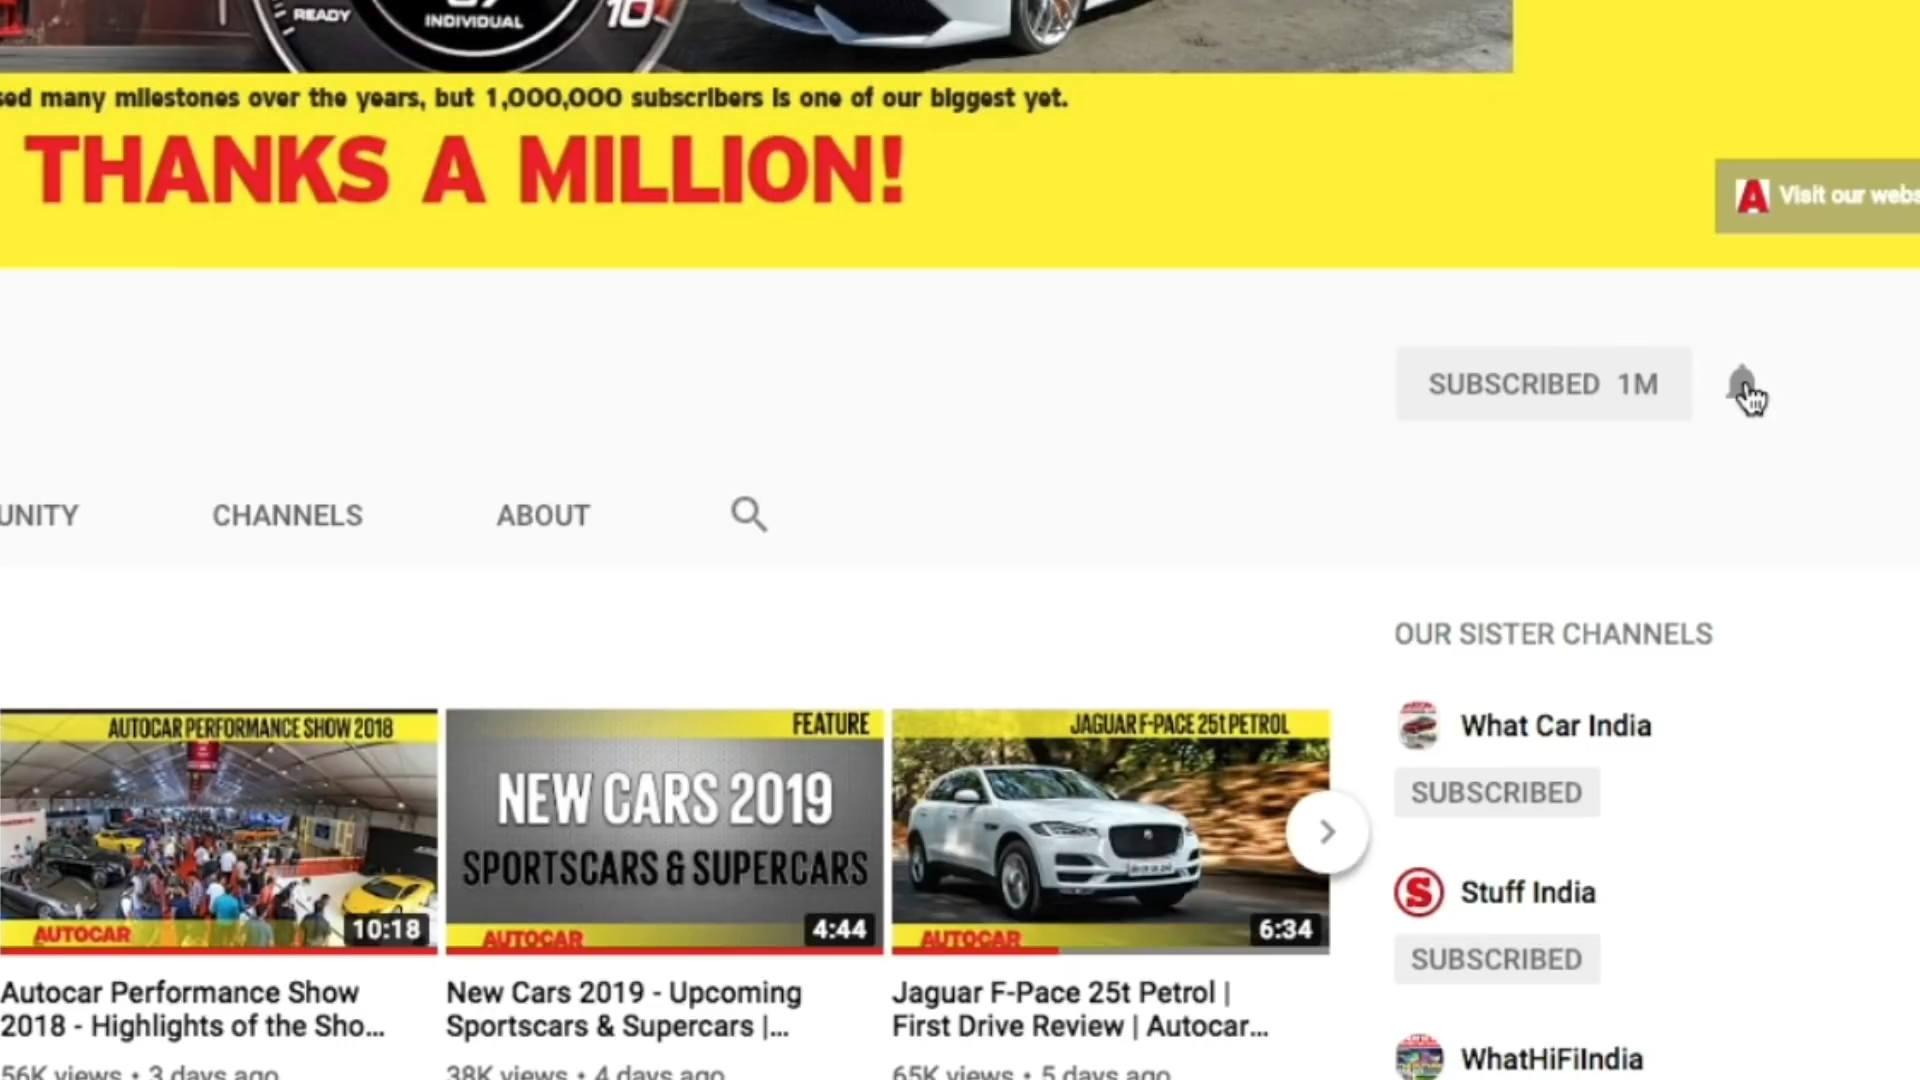 READY
INDIVIDUAL
10
sed many milestones over the years, but 1,000,000 subscribers is one of our biggest yet.
THANKS A MILLION!
A Visit our webs
SUBSCRIBED 1M
UNITY CHANNELS ABOUT
OUR SISTER CHANNELS
What Car India
SUBSCRIBED
Stuff India
SUBSCRIBED
WhatHiFiIndia
AUTOCAR PERFORMANCE SHOW 2018
AUTOCAR
10:18
Autocar Performance Show
2018 - Highlights of the Sho...
56K views • 3 days ago
FEATURE
NEW CARS 2019
SPORTSCARS & SUPERCARS
AUTOCAR
4:44
New Cars 2019 - Upcoming
Sportscars & Supercars |...
38K views • 4 days ago
JAGUAR F-PACE 25t PETROL
AUTOCAR
6:34
Jaguar F-Pace 25t Petrol |
First Drive Review | Autocar...
65K views • 5 days ago